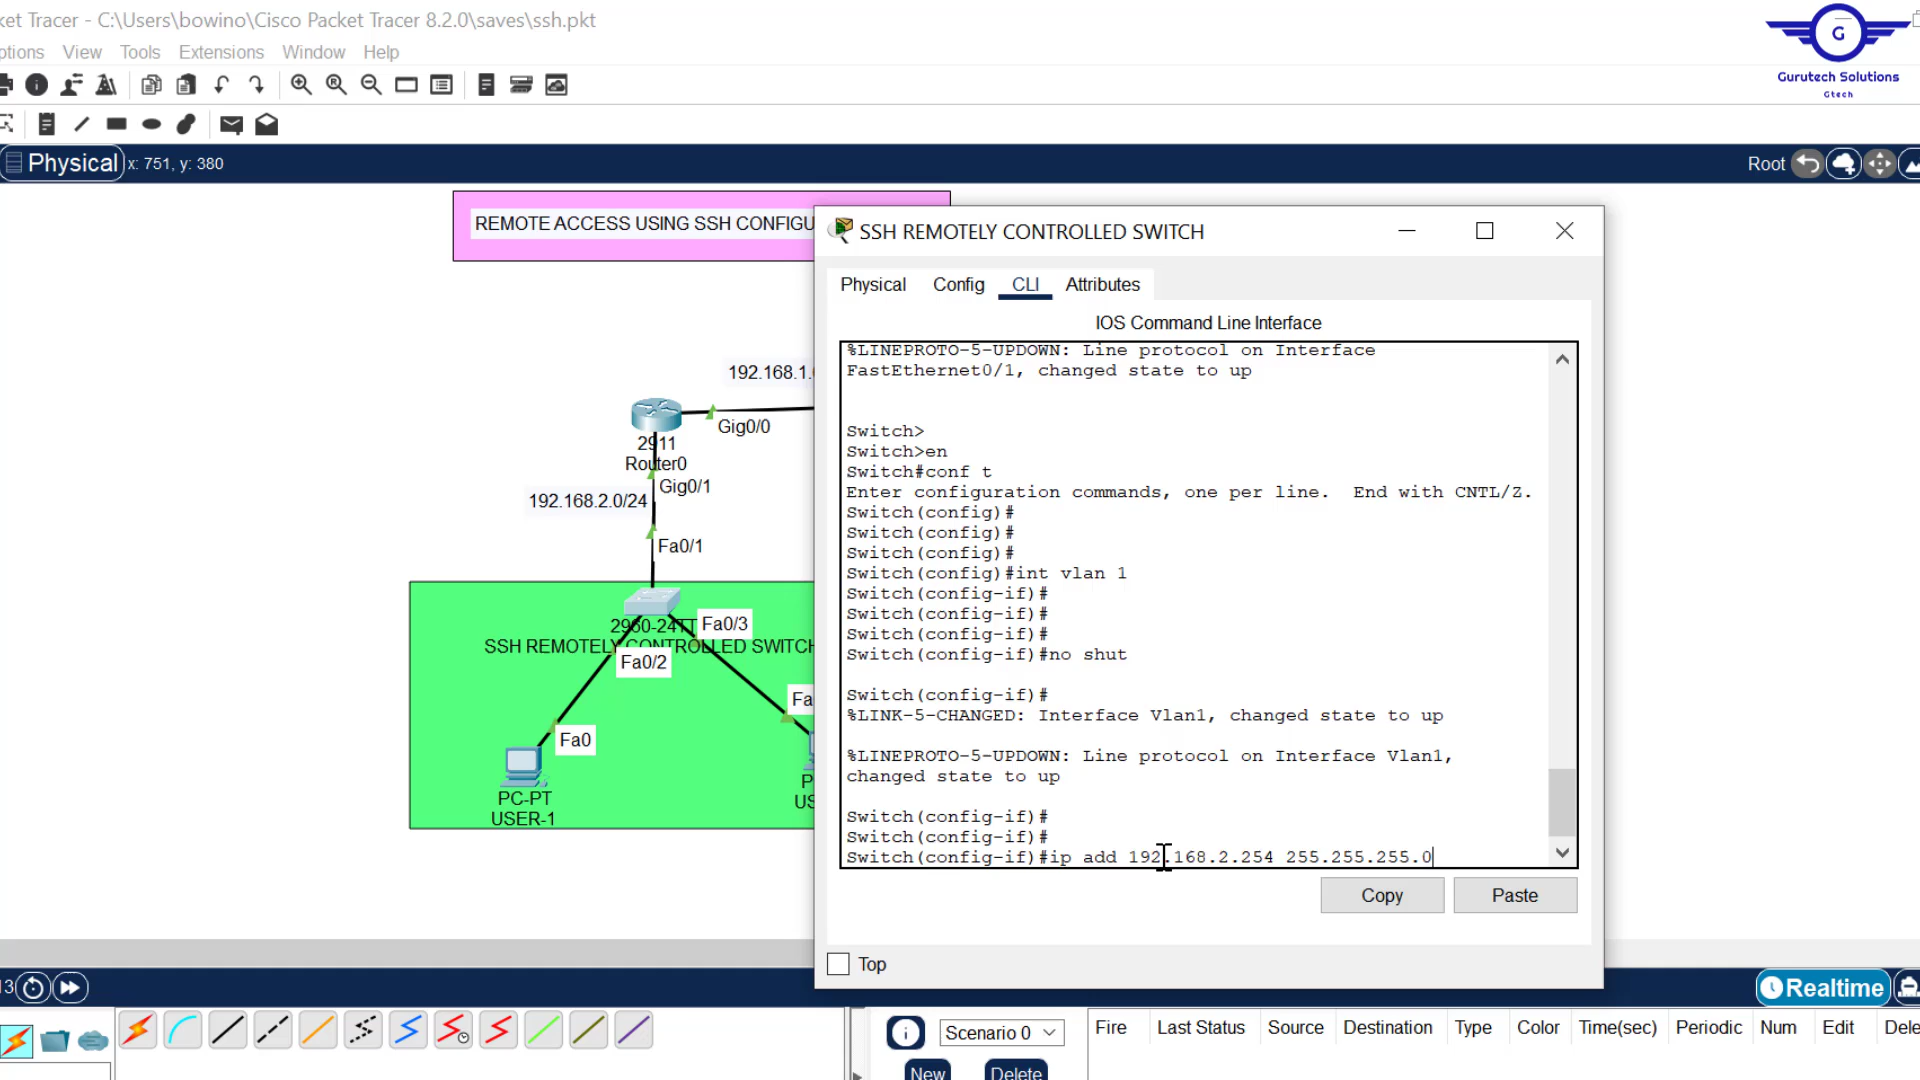 ket Tracer - C:\Users\bowino\Cisco Packet Tracer 8.2.0\saves\ssh.pkt
ptions View Tools Extensions Window Help
G
Gurutech Solutions
Gtech
Physical x: 751, y: 380
Root
REMOTE ACCESS USING SSH CONFIGU
192.168.1.
Gig0/0
2911
Router0
Gig0/1
192.168.2.0/24
Fa0/1
2960-24TT
Fa0/3
SSH REMOTELY CONTROLLED SWITCH
Fa0/2
Fa
Fa0
PC-PT
USER-1
P
US
SSH REMOTELY CONTROLLED SWITCH
Physical Config CLI Attributes
IOS Command Line Interface
%LINEPROTO-5-UPDOWN: Line protocol on Interface
FastEthernet0/1, changed state to up
Switch>
Switch>en
Switch#conf t
Enter configuration commands, one per line.  End with CNTL/Z.
Switch(config)#
Switch(config)#
Switch(config)#
Switch(config)#int vlan 1
Switch(config-if)#
Switch(config-if)#
Switch(config-if)#
Switch(config-if)#no shut
Switch(config-if)#
%LINK-5-CHANGED: Interface Vlan1, changed state to up
%LINEPROTO-5-UPDOWN: Line protocol on Interface Vlan1,
changed state to up
Switch(config-if)#
Switch(config-if)#
Switch(config-if)#ip add 192.168.2.254 255.255.255.0
Copy Paste
Top
3
Realtime
Scenario 0
New Delete
Fire Last Status Source Destination Type Color Time(sec) Periodic Num Edit Dele